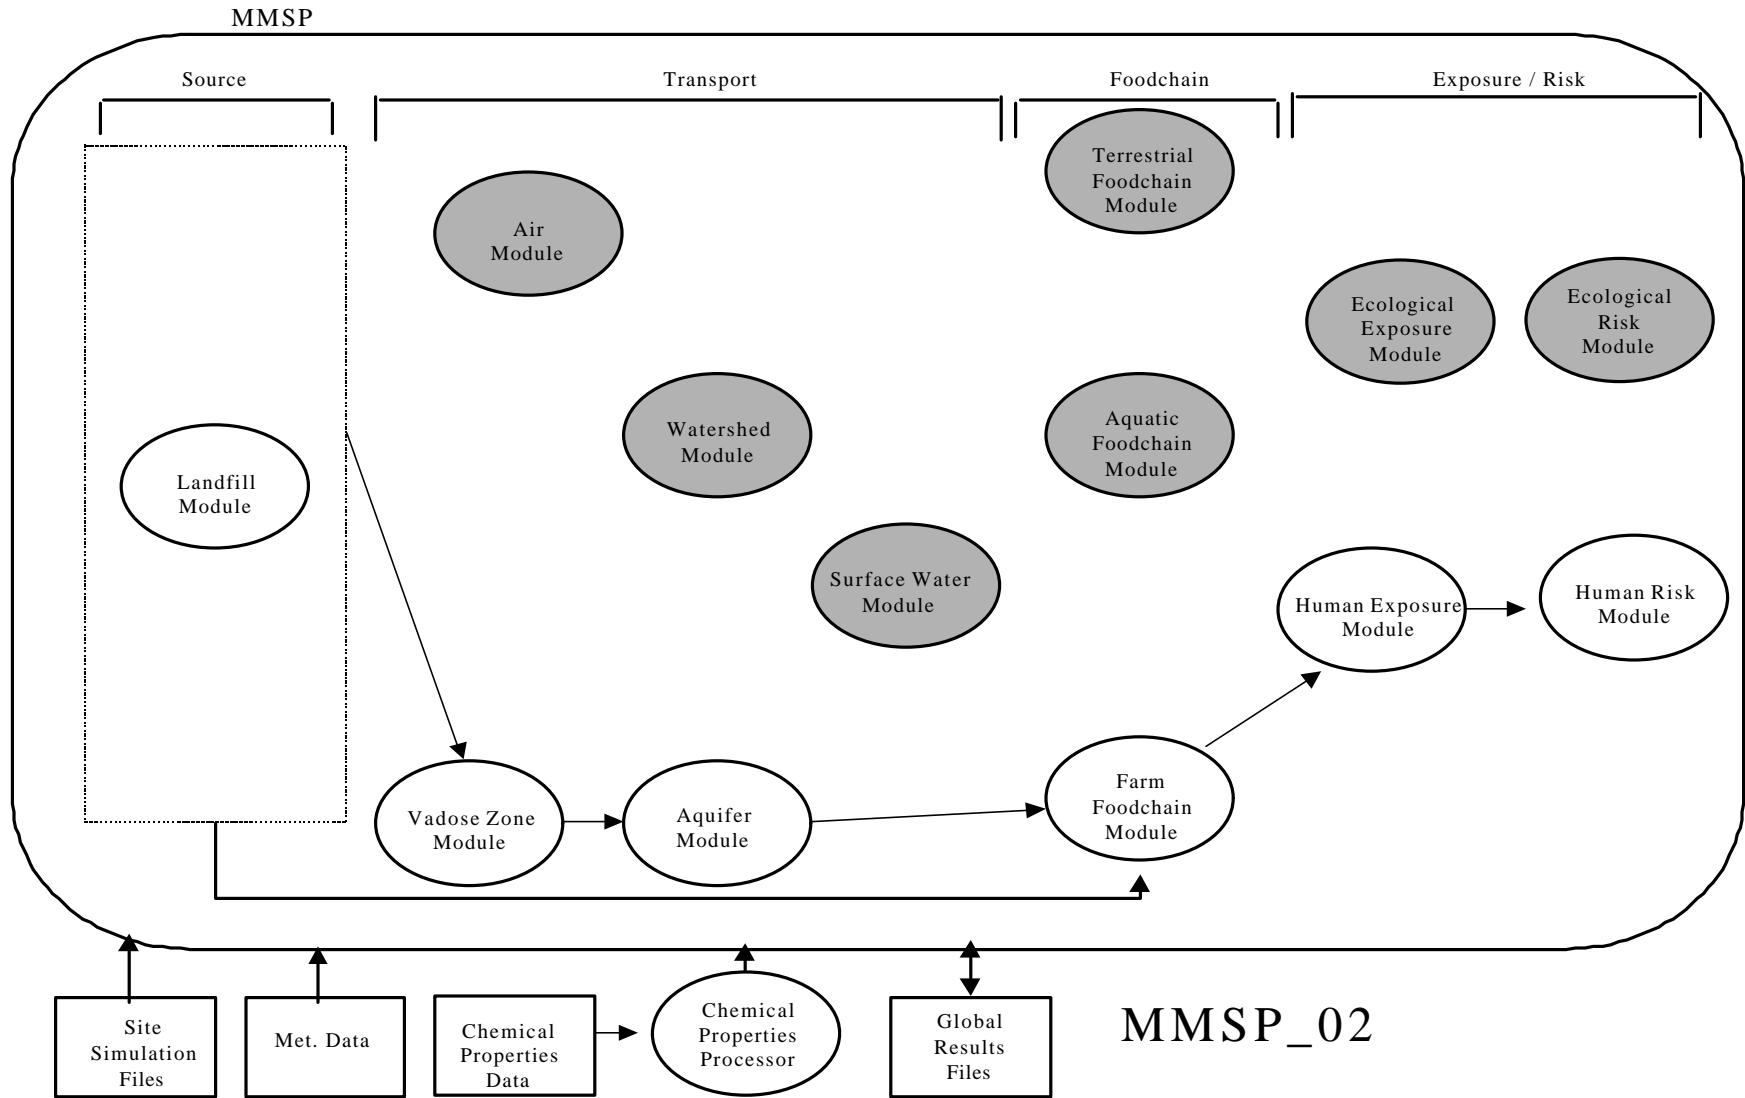 MMSP
Source
Transport
Foodchain
Exposure / Risk
Terrestrial
Foodchain
Module
Air
Module
Ecological
Exposure
Module
Ecological
Risk
Module
Watershed
Module
Aquatic
Foodchain
Module
Landfill
Module
Surface Water
Module
Human Exposure
Module
Human Risk
Module
Vadose Zone
Module
Aquifer
Module
Farm
Foodchain
Module
Site
Simulation
Files
Met. Data
Chemical
Properties
Data
Chemical
Properties
Processor
Global
Results
Files
MMSP_02